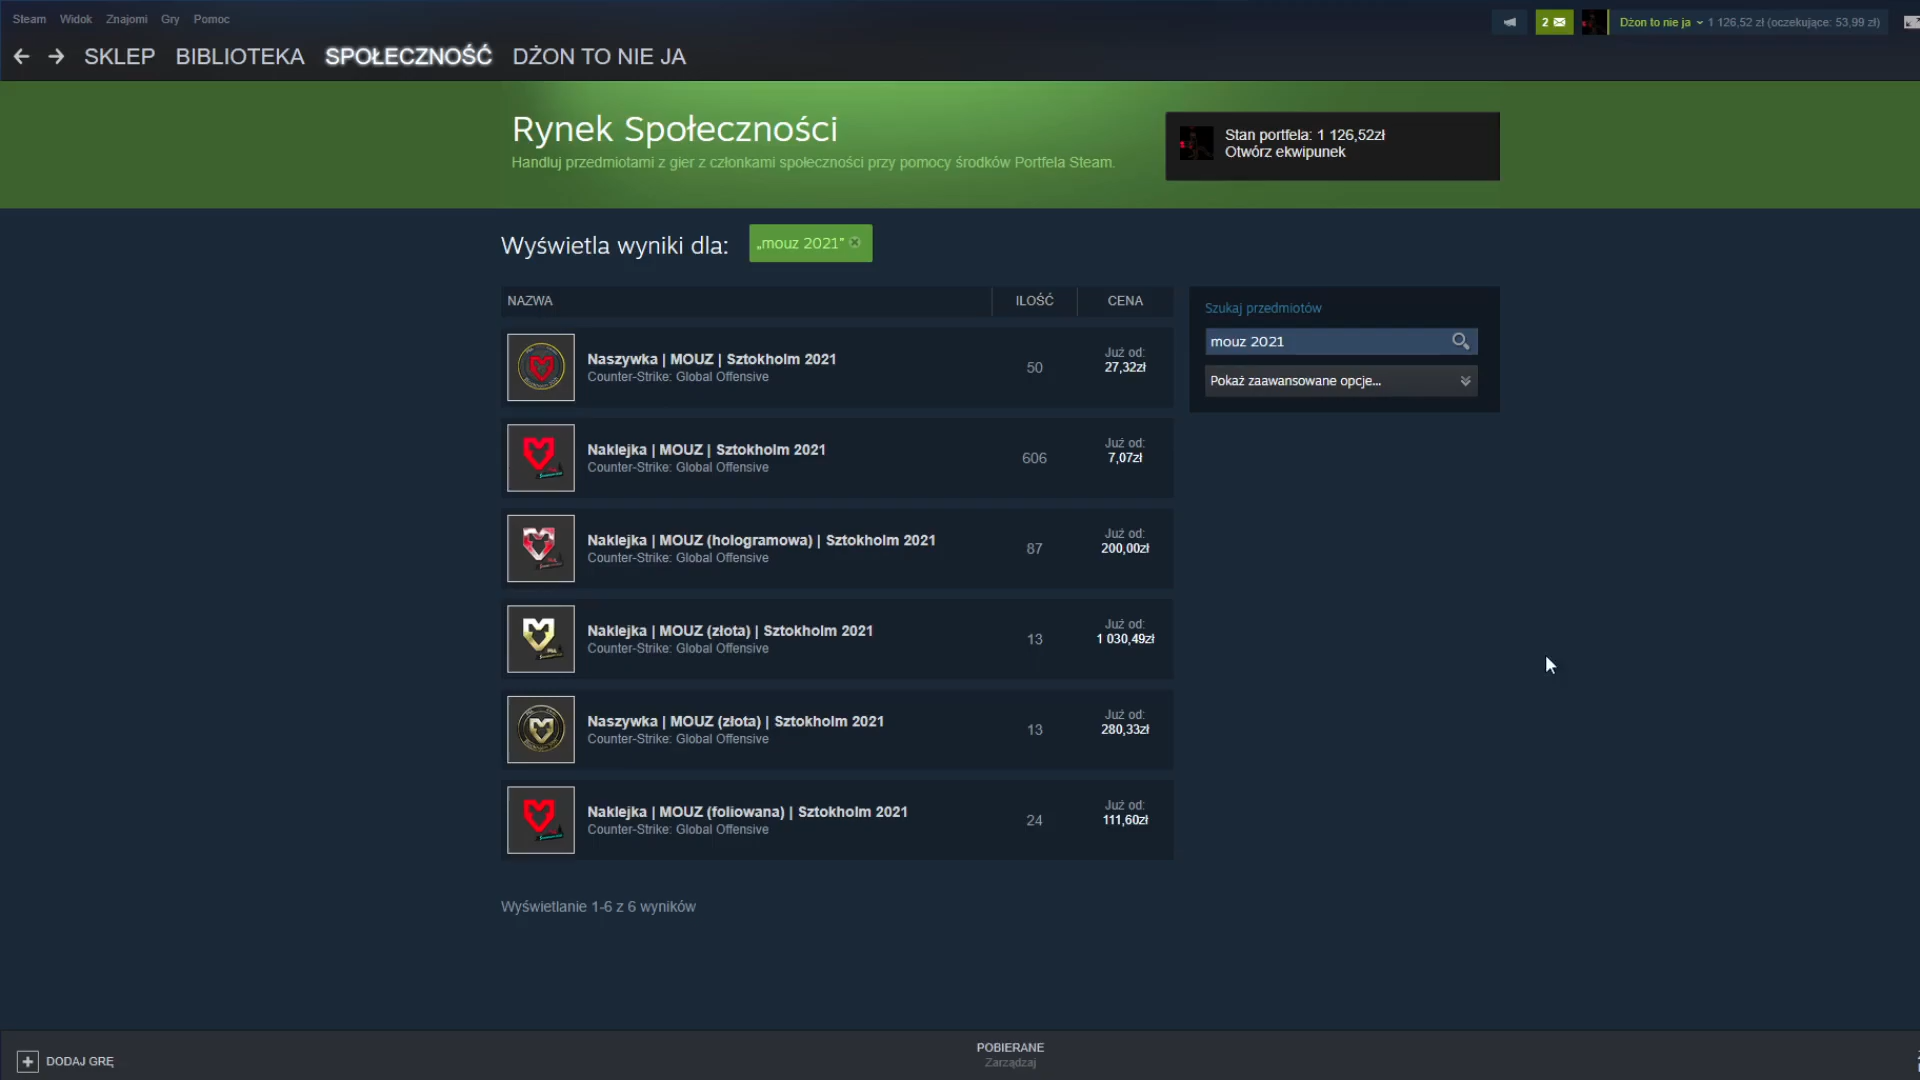 Steam Widok Znajomi Gry Pomoc
2 Dżon to nie ja 1 126,52 zł (oczekujące: 53,99 zł)
SKLEP BIBLIOTEKA SPOŁECZNOŚĆ DŻON TO NIE JA
Rynek Społeczności
Handluj przedmiotami z gier z członkami społeczności przy pomocy środków Portfela Steam.
Stan portfela: 1 126,52zł
Otwórz ekwipunek
Wyświetla wyniki dla: „mouz 2021”
NAZWA ILOŚĆ CENA
Naszywka | MOUZ | Sztokholm 2021
Counter-Strike: Global Offensive
50
Już od:
27,32zł
Naklejka | MOUZ | Sztokholm 2021
Counter-Strike: Global Offensive
606
Już od:
7,07zł
Naklejka | MOUZ (hologramowa) | Sztokholm 2021
Counter-Strike: Global Offensive
87
Już od:
200,00zł
Naklejka | MOUZ (złota) | Sztokholm 2021
Counter-Strike: Global Offensive
13
Już od:
1 030,49zł
Naszywka | MOUZ (złota) | Sztokholm 2021
Counter-Strike: Global Offensive
13
Już od:
280,33zł
Naklejka | MOUZ (foliowana) | Sztokholm 2021
Counter-Strike: Global Offensive
24
Już od:
111,60zł
Wyświetlanie 1-6 z 6 wyników
Szukaj przedmiotów
mouz 2021
Pokaż zaawansowane opcje...
DODAJ GRĘ
POBIERANE
Zarządzaj